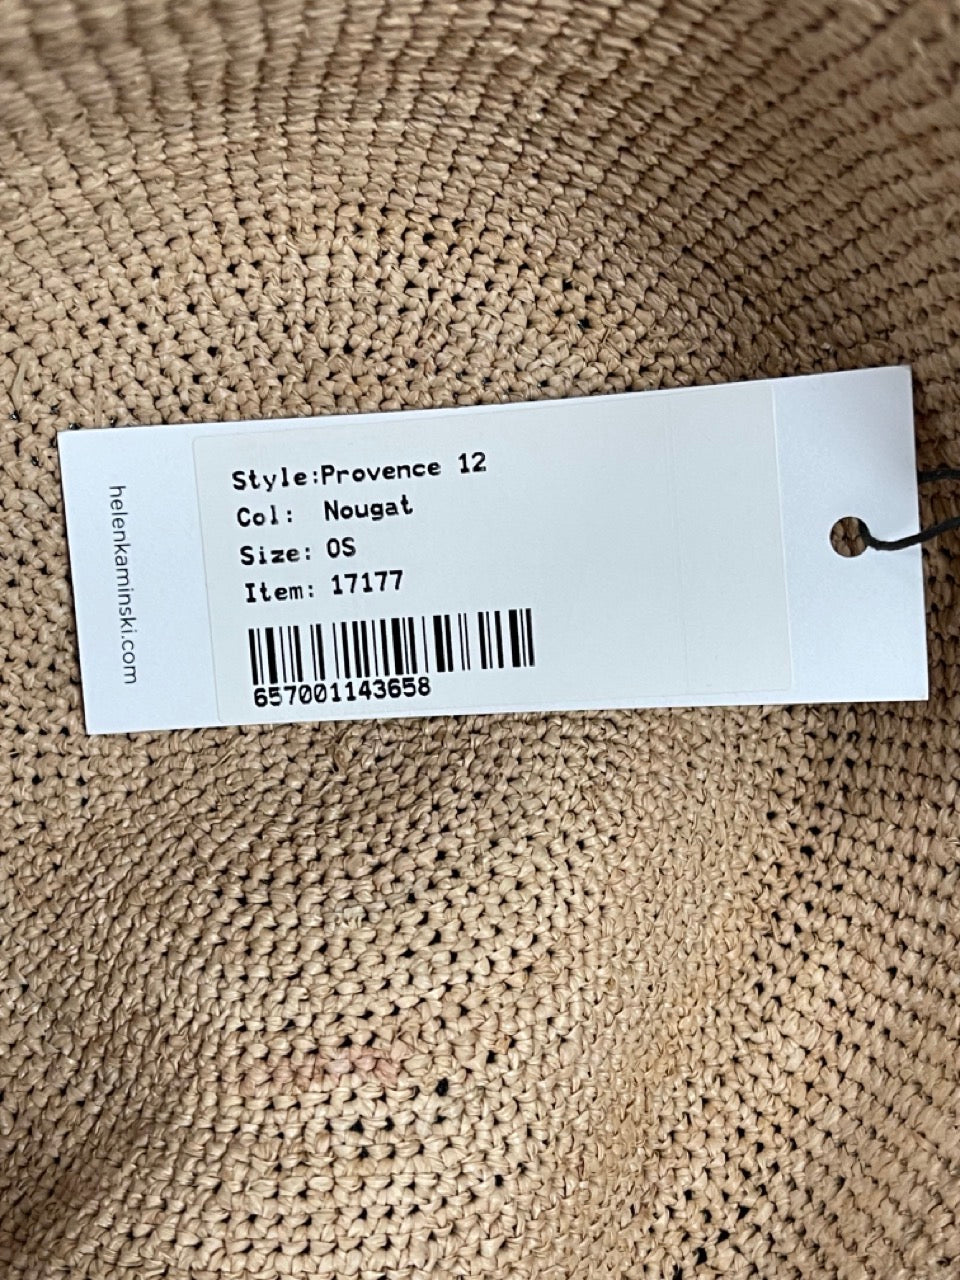 helenkaminski.com
Style:Provence 12
Col: Nougat
Size: OS
Item: 17177
657001143658